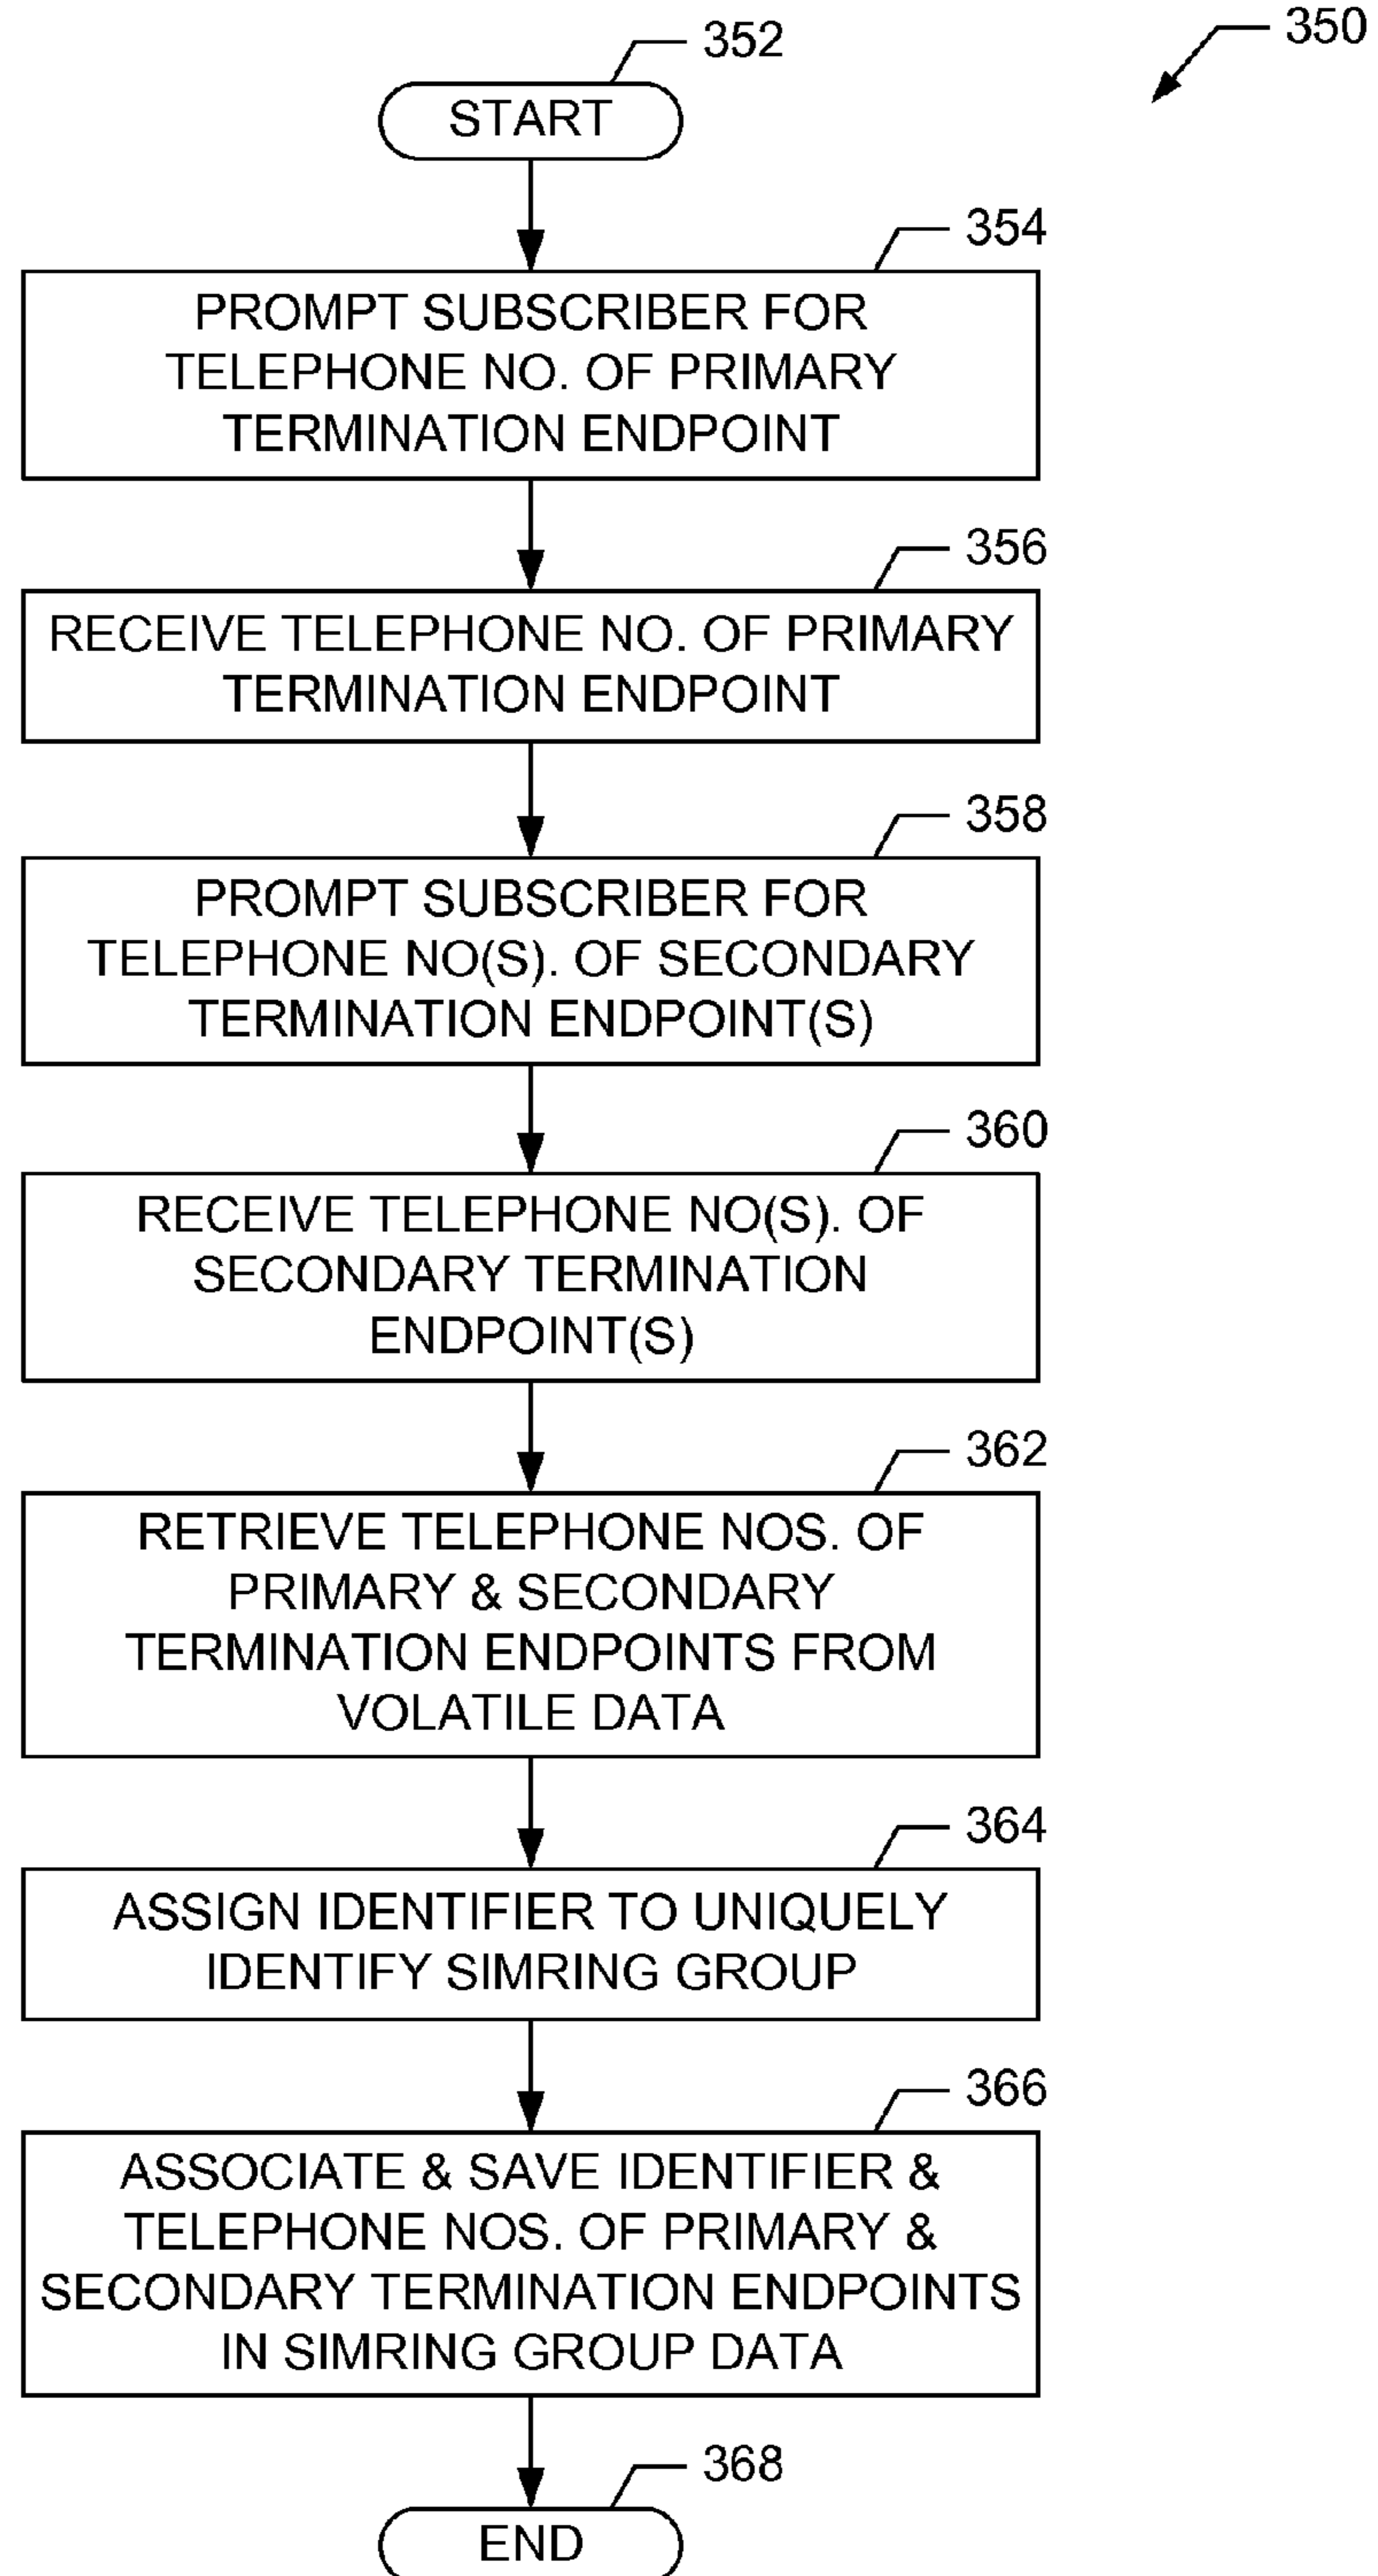 350
352
START
354
PROMPT SUBSCRIBER FOR
TELEPHONE NO. OF PRIMARY
TERMINATION ENDPOINT
356
RECEIVE TELEPHONE NO. OF PRIMARY
TERMINATION ENDPOINT
358
PROMPT SUBSCRIBER FOR
TELEPHONE NO(S). OF SECONDARY
TERMINATION ENDPOINT(S)
360
RECEIVE TELEPHONE NO(S). OF
SECONDARY TERMINATION
ENDPOINT(S)
362
RETRIEVE TELEPHONE NOS. OF
PRIMARY & SECONDARY
TERMINATION ENDPOINTS FROM
VOLATILE DATA
364
ASSIGN IDENTIFIER TO UNIQUELY
IDENTIFY SIMRING GROUP
366
ASSOCIATE & SAVE IDENTIFIER &
TELEPHONE NOS. OF PRIMARY &
SECONDARY TERMINATION ENDPOINTS
IN SIMRING GROUP DATA
368
END